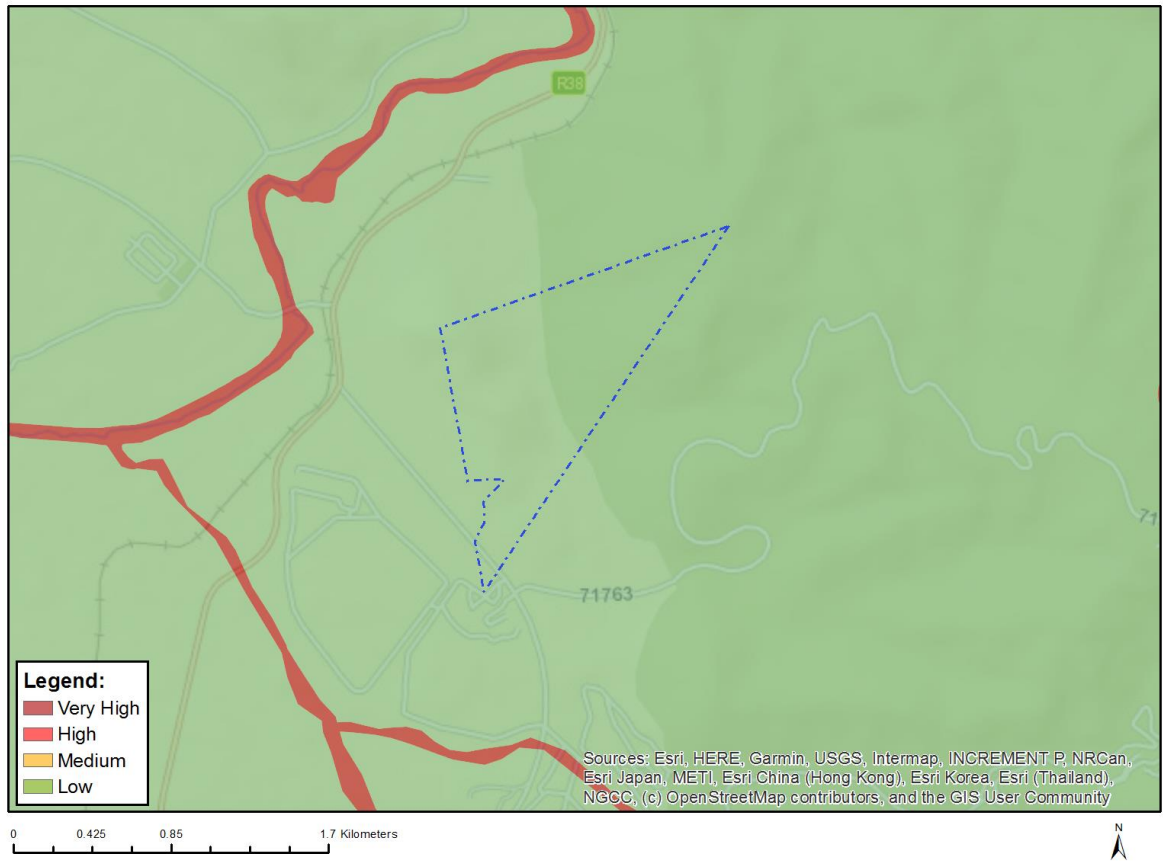 R38
71
71763
Legend:
Very High
High
Medium
Low
Sources: Esri, HERE, Garmin, USGS, Intermap, INCREMENT P, NRCan,
Esri Japan, METI, Esri China (Hong Kong), Esri Korea, Esri (Thailand),
NGCC, (c) OpenStreetMap contributors, and the GIS User Community
0 0.425 0.85 1.7 Kilometers
N